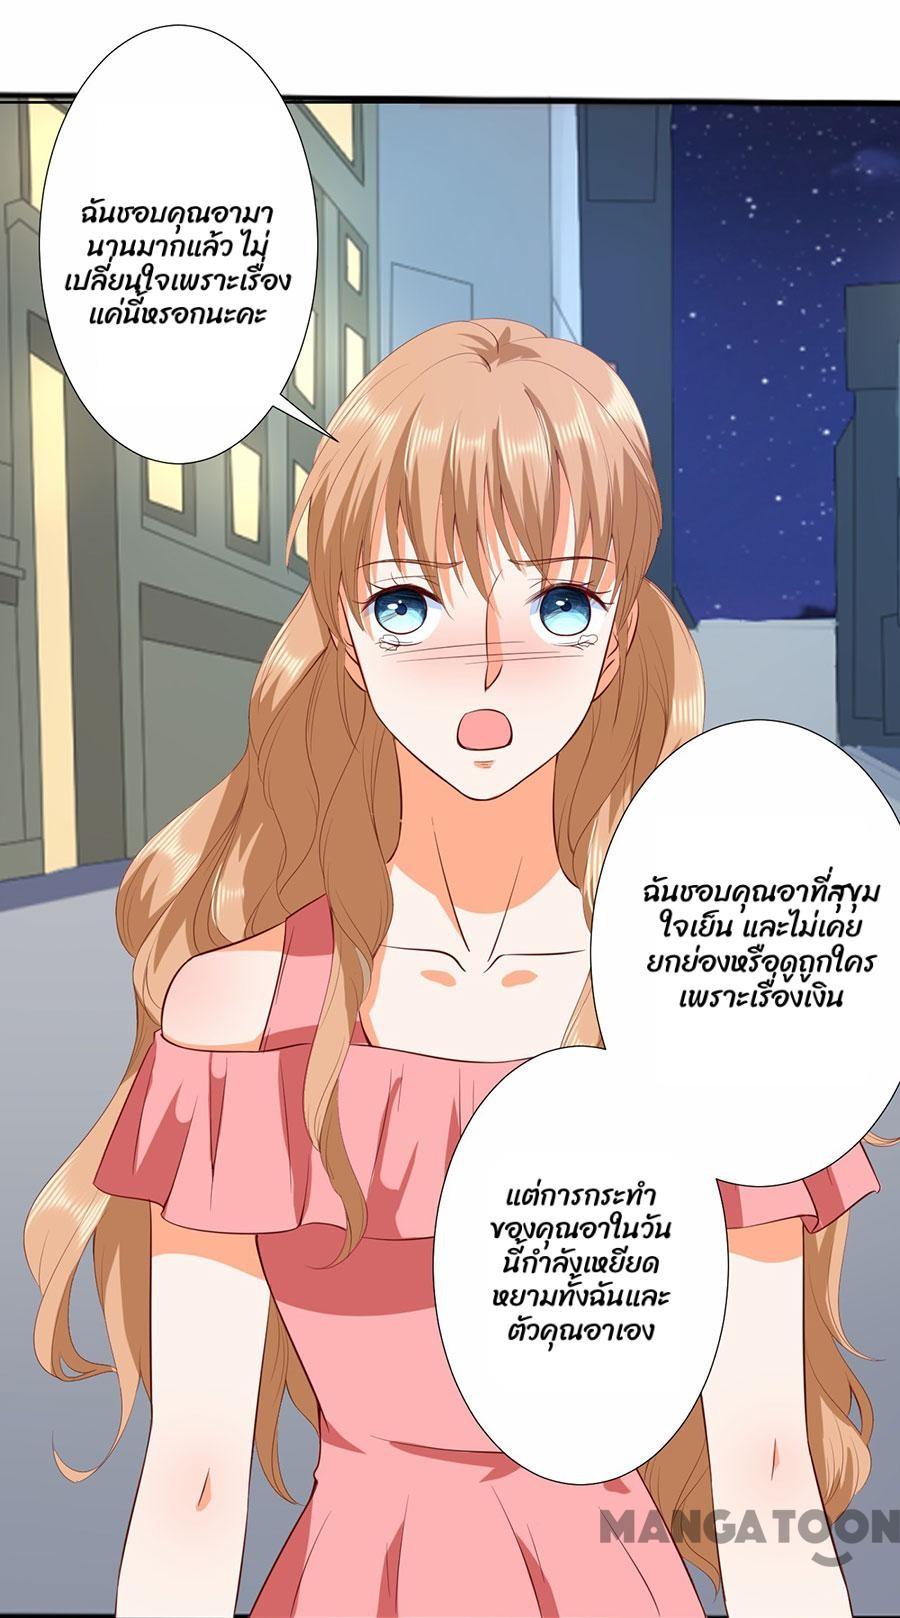 ฉันชอบคุณอามา
นานมากแล้ว ไม่
เปลี่ยนใจเพราะเรื่อง
แค่นี้หรอกนะคะ
ฉันชอบคุณอาที่สุขุม
ใจเย็น และไม่เคย
ยกย่องหรือดูถูกใคร
เพราะเรื่องเงิน
แต่การกระทำ
ของคุณอาในวัน
นี้กำลังเหยียด
หยามทั้งฉันและ
ตัวคุณอาเอง
MANGATOON